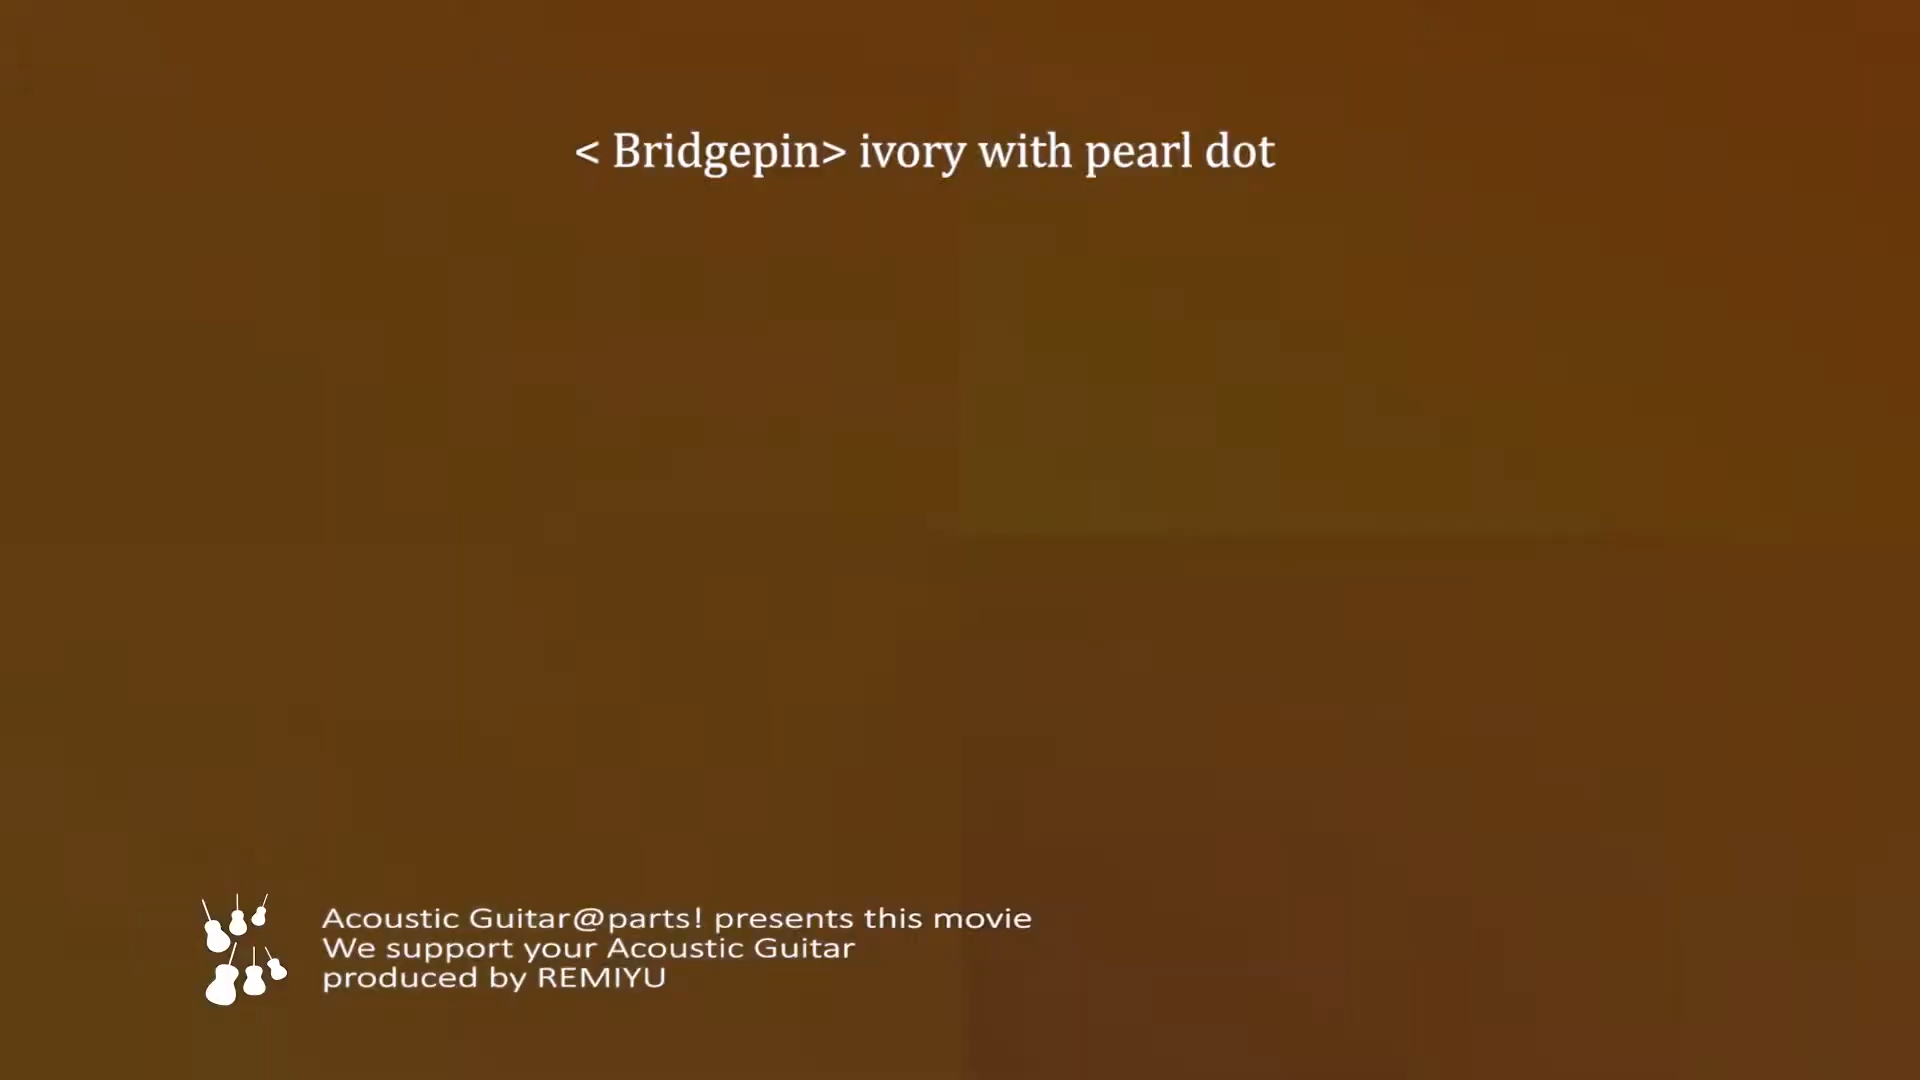 < Bridgepin> ivory with pearl dot
Acoustic Guitar@parts! presents this movie
We support your Acoustic Guitar
produced by REMIYU